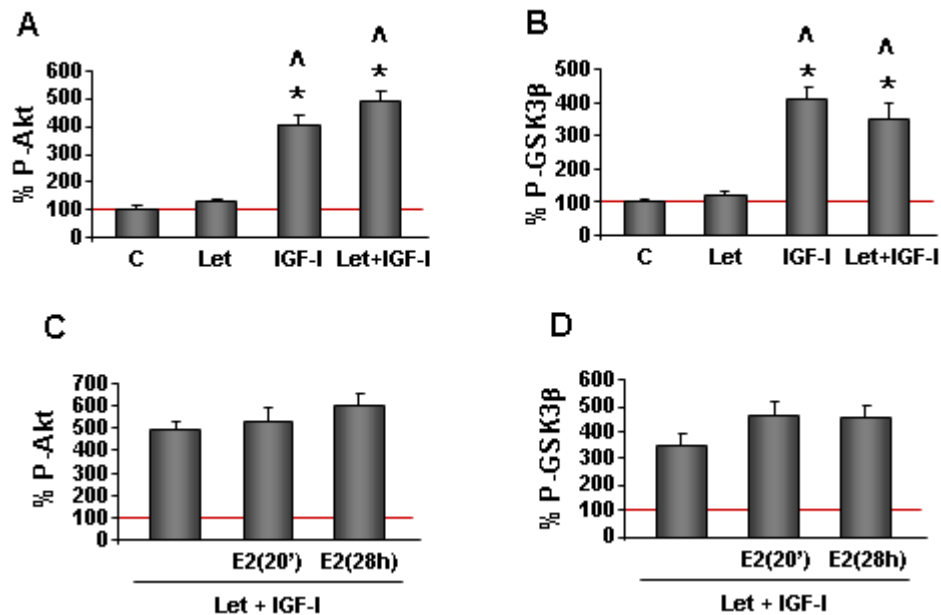 A
% P-Akt
600
500
400
300
200
100
0
^
*
^
*
C Let IGF-I Let+IGF-I
B
% P-GSK3β
500
400
300
200
100
0
^
*
^
*
C Let IGF-I Let+IGF-I
C
% P-Akt
700
600
500
400
300
200
100
0
E2(20') E2(28h)
Let + IGF-I
D
% P-GSK3β
600
500
400
300
200
100
0
E2(20') E2(28h)
Let + IGF-I